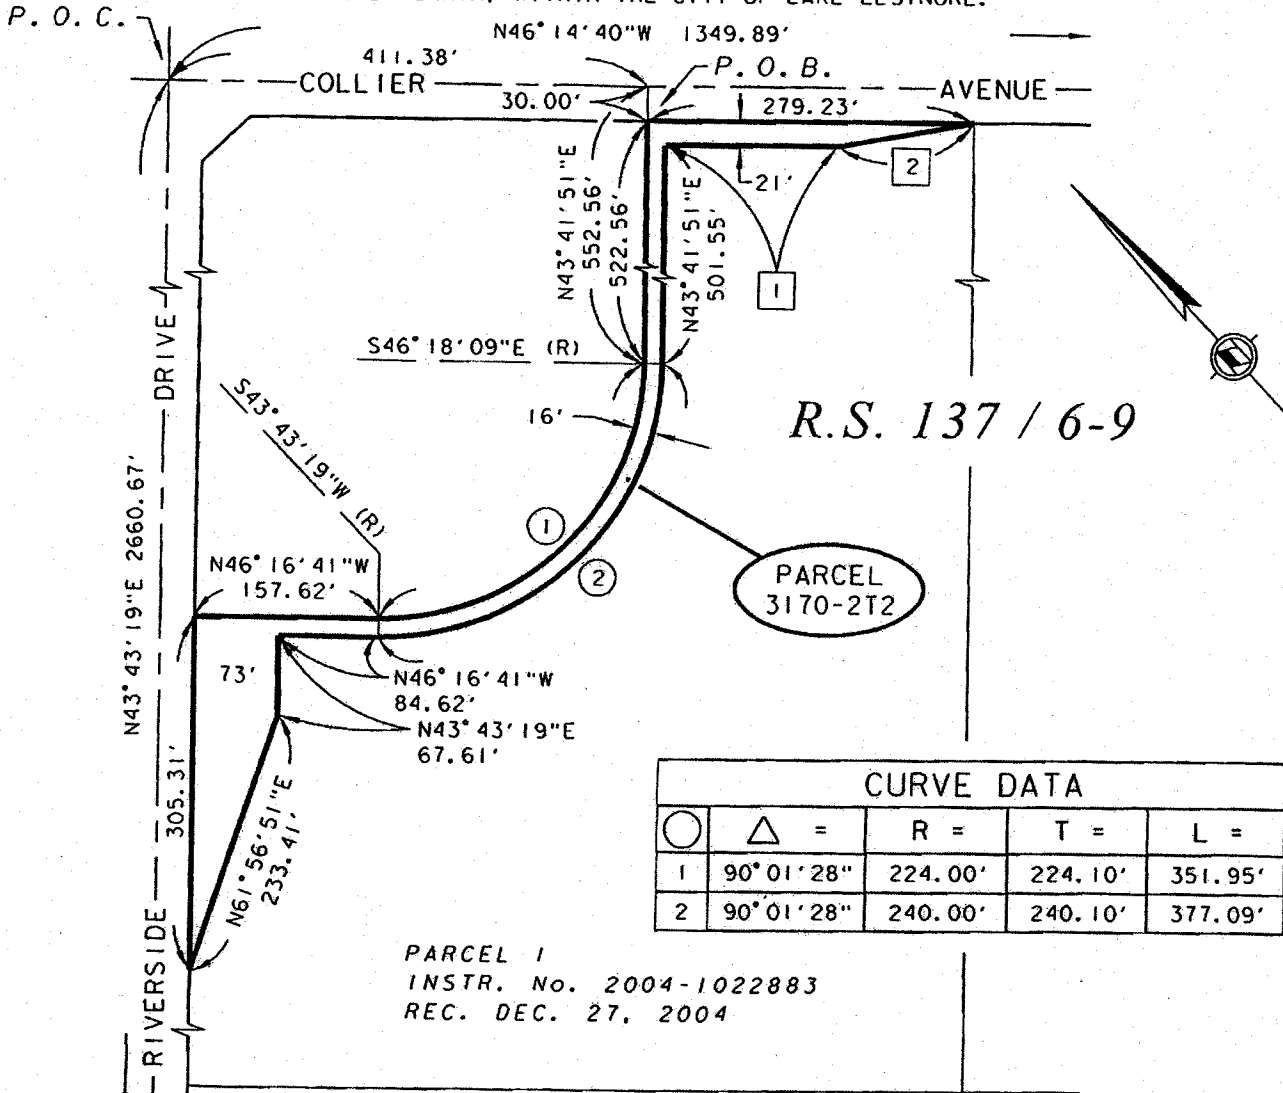 P.O.C.
N46°14'40"W 1349.89'
411.38'
COLLIER
P.O.B.
AVENUE
30.00'
279.23'
2
21'
N43°41'51"E
552.56'
522.56'
N43°41'51"E
501.55'
1
S46°18'09"E (R)
DRIVE
S43°43'19"W (R)
16'
R.S. 137 / 6-9
N43°43'19"E 2660.67'
1
N46°16'41"W
157.62'
2
PARCEL
3170-2T2
73'
N46°16'41"W
84.62'
N43°43'19"E
67.61'
305.31'
N61°56'51"E
233.41'
CURVE DATA
△ = R = T = L =
1 90°01'28" 224.00' 224.10' 351.95'
2 90°01'28" 240.00' 240.10' 377.09'
RIVERSIDE
PARCEL 1
INSTR. No. 2004-1022883
REC. DEC. 27, 2004